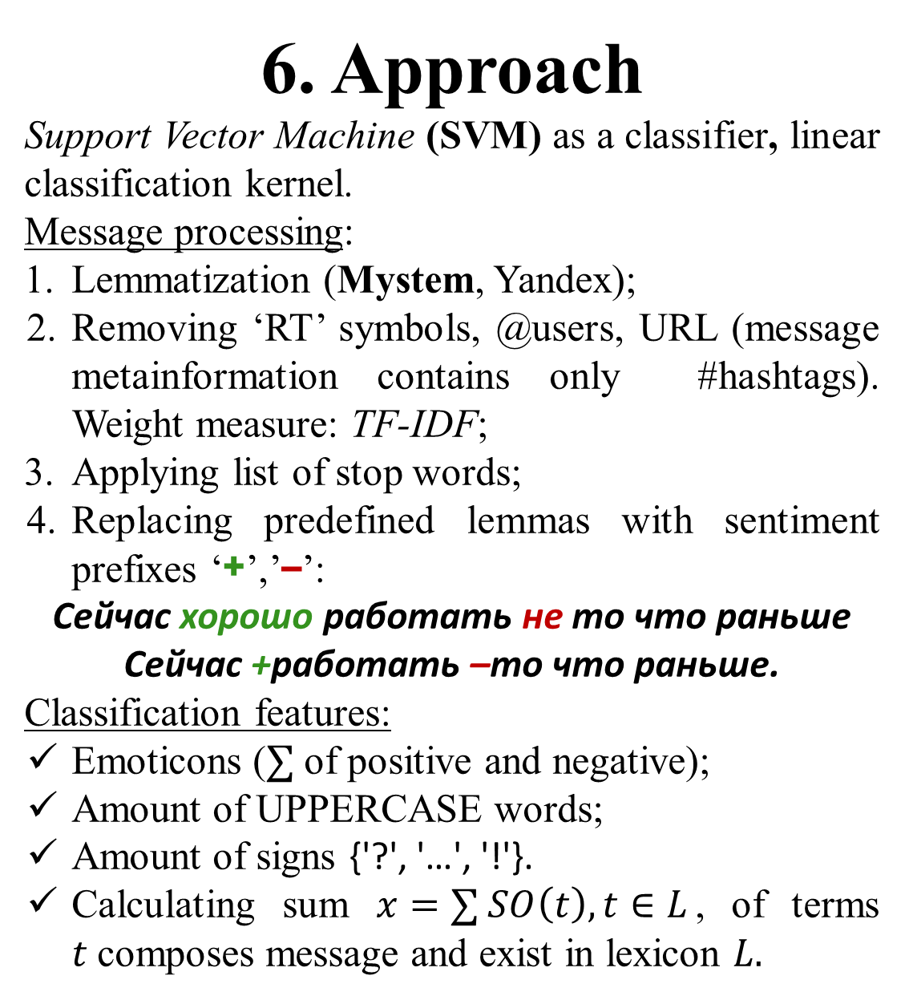 6. Approach
Support Vector Machine (SVM) as a classifier, linear
classification kernel.
Message processing:
1. Lemmatization (Mystem, Yandex);
2. Removing ‘RT’ symbols, @users, URL (message
metainformation contains only #hashtags).
Weight measure: TF-IDF;
3. Applying list of stop words;
4. Replacing predefined lemmas with sentiment
prefixes ‘+’,’–’:
Сейчас хорошо работать не то что раньше
Сейчас +работать –то что раньше.
Classification features:
✓ Emoticons (∑ of positive and negative);
✓ Amount of UPPERCASE words;
✓ Amount of signs {'?', '...', '!'}.
✓ Calculating sum x = ∑ SO(t), t ∈ L , of terms
t composes message and exist in lexicon L.